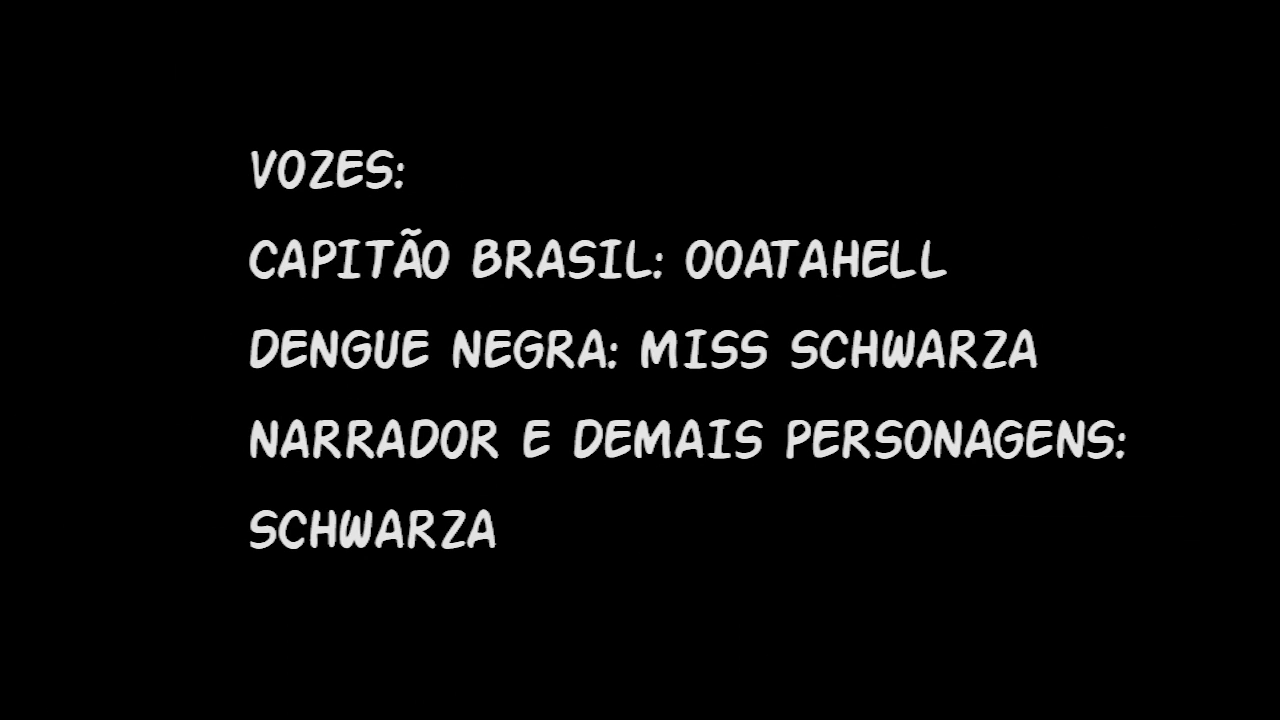 VOZES:
CAPITÃO BRASIL: OOATAHELL
DENGUE NEGRA: MISS SCHWARZA
NARRADOR E DEMAIS PERSONAGENS:
SCHWARZA